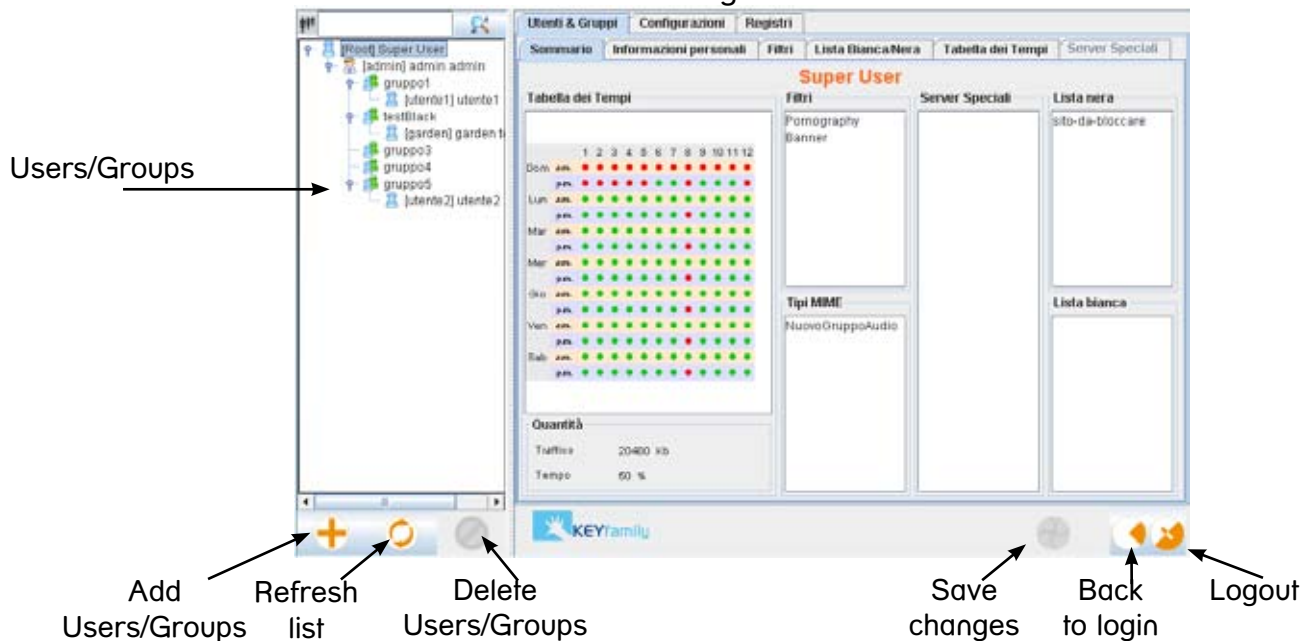 Utenti & Gruppi Configurazioni Registri
[Root] Super User
[admin] admin admin
gruppo1
[utente1] utente1
testBlack
[garden] garden t
gruppo3
gruppo4
gruppo5
[utente2] utente2
Users/Groups
Sommario Informazioni personali Filtri Lista Bianca/Nera Tabella dei Tempi Server Speciali
Super User
Tabella dei Tempi
1 2 3 4 5 6 7 8 9 10 11 12
Dom a.m.
p.m.
Lun a.m.
p.m.
Mar a.m.
p.m.
Mer a.m.
p.m.
Gio a.m.
p.m.
Ven a.m.
p.m.
Sab a.m.
p.m.
Quantità
Traffico 20480 Kb
Tempo 50 %
Filtri
Pornography
Banner
Tipi MIME
NuovoGruppoAudio
Server Speciali
Lista nera
sito-da-bloccare
Lista bianca
KEYfamily
Add
Users/Groups
Refresh
list
Delete
Users/Groups
Save
changes
Back
to login
Logout